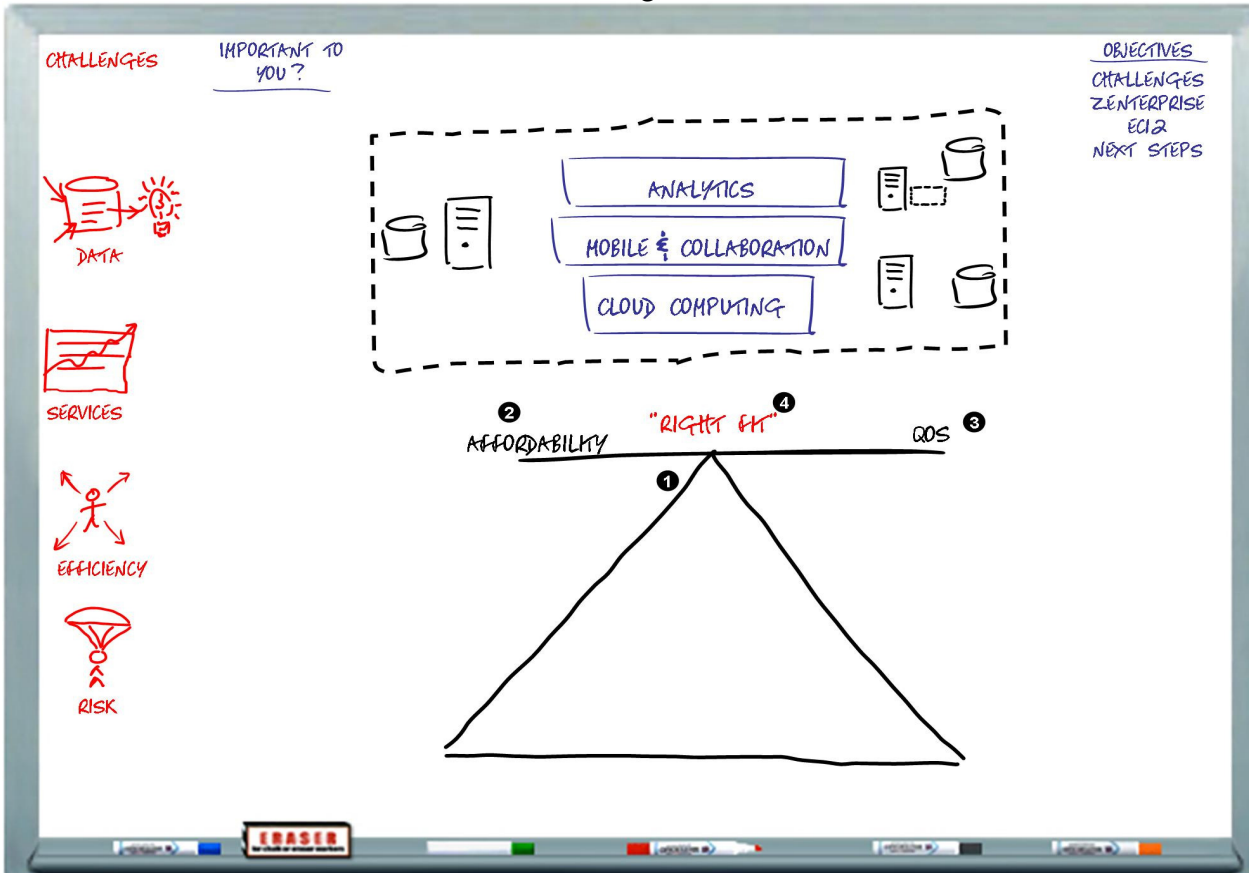 CHALLENGES
IMPORTANT TO
YOU?
OBJECTIVES
CHALLENGES
ZENTERPRISE
ECI2
NEXT STEPS
ANALYTICS
MOBILE & COLLABORATION
CLOUD COMPUTING
DATA
SERVICES
EFFICIENCY
RISK
2
AFFORDABILITY
"RIGHT FIT"
4
QOS
3
1
ERASER